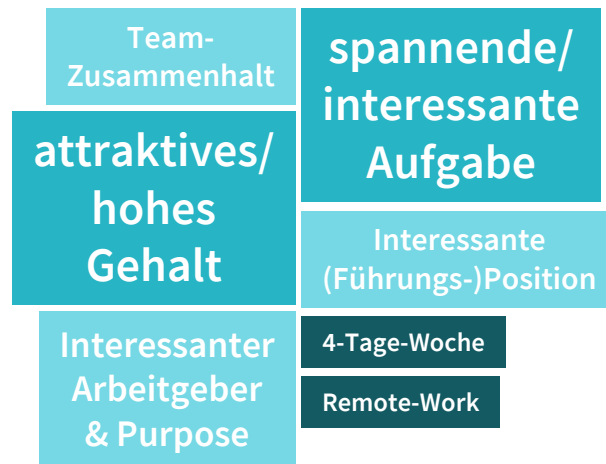 Team-
Zusammenhalt
attraktives/
hohes
Gehalt
Interessanter
Arbeitgeber
& Purpose
spannende/
interessante
Aufgabe
Interessante
(Führungs-)Position
4-Tage-Woche
Remote-Work